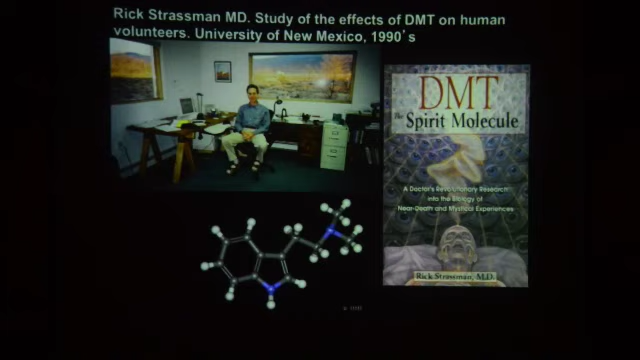 Rick Strassman MD. Study of the effects of DMT on human
volunteers. University of New Mexico, 1990's
DMT
The
Spirit Molecule
A Doctor's Revolutionary Research
into the Biology of
Near-Death and Mystical Experiences
Rick Strassman, M.D.